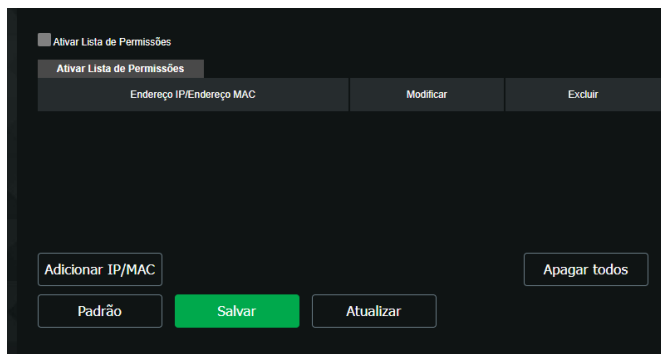 Ativar Lista de Permissões
Ativar Lista de Permissões
Endereço IP/Endereço MAC Modificar Excluir
Adicionar IP/MAC Apagar todos
Padrão Salvar Atualizar